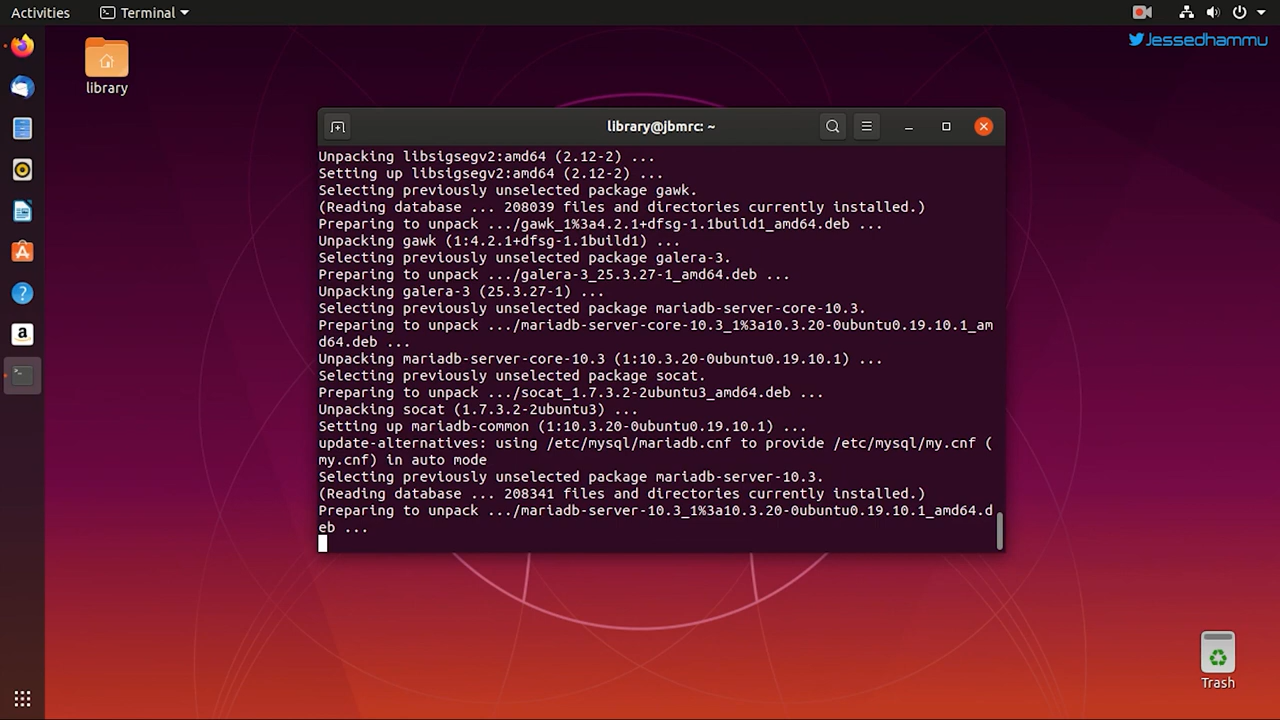 Activities
Terminal
Jessedhammu
library
library@jbmrc: ~
Unpacking libsigsegv2:amd64 (2.12-2) ...
Setting up libsigsegv2:amd64 (2.12-2) ...
Selecting previously unselected package gawk.
(Reading database ... 208039 files and directories currently installed.)
Preparing to unpack .../gawk_1%3a4.2.1+dfsg-1.1build1_amd64.deb ...
Unpacking gawk (1:4.2.1+dfsg-1.1build1) ...
Selecting previously unselected package galera-3.
Preparing to unpack .../galera-3_25.3.27-1_amd64.deb ...
Unpacking galera-3 (25.3.27-1) ...
Selecting previously unselected package mariadb-server-core-10.3.
Preparing to unpack .../mariadb-server-core-10.3_1%3a10.3.20-0ubuntu0.19.10.1_am
d64.deb ...
Unpacking mariadb-server-core-10.3 (1:10.3.20-0ubuntu0.19.10.1) ...
Selecting previously unselected package socat.
Preparing to unpack .../socat_1.7.3.2-2ubuntu3_amd64.deb ...
Unpacking socat (1.7.3.2-2ubuntu3) ...
Setting up mariadb-common (1:10.3.20-0ubuntu0.19.10.1) ...
update-alternatives: using /etc/mysql/mariadb.cnf to provide /etc/mysql/my.cnf (
my.cnf) in auto mode
Selecting previously unselected package mariadb-server-10.3.
(Reading database ... 208341 files and directories currently installed.)
Preparing to unpack .../mariadb-server-10.3_1%3a10.3.20-0ubuntu0.19.10.1_amd64.d
eb ...
Trash